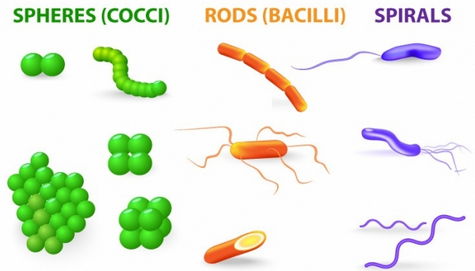 SPHERES (COCCI) RODS (BACILLI) SPIRALS